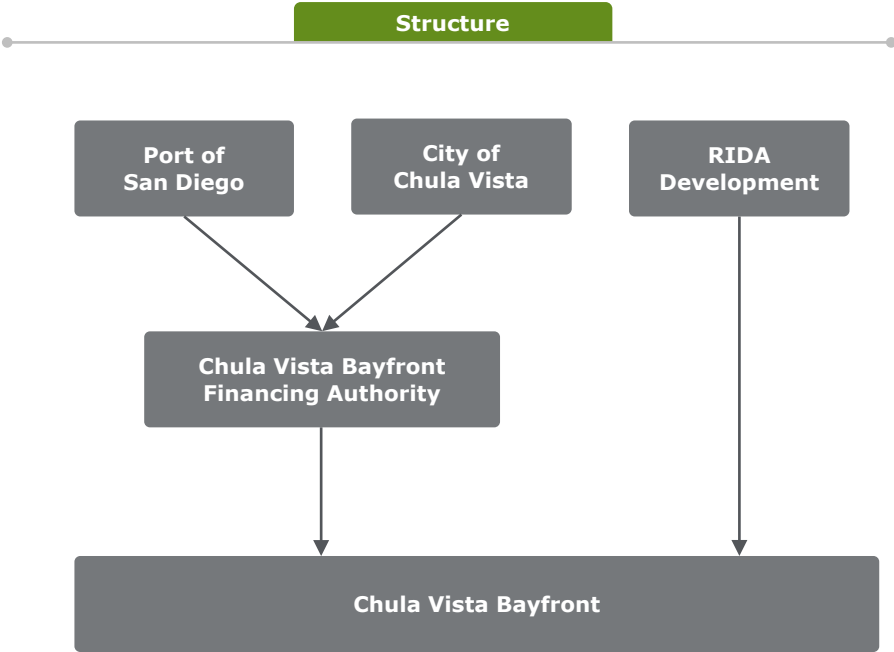 Structure
Port of
San Diego
City of
Chula Vista
RIDA
Development
Chula Vista Bayfront
Financing Authority
Chula Vista Bayfront